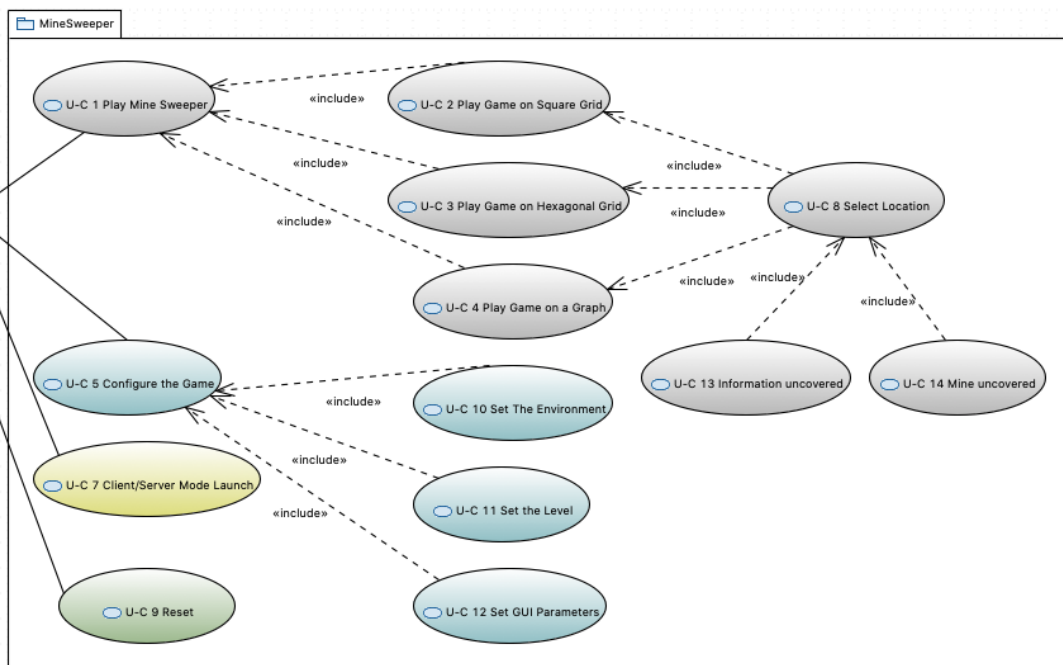 MineSweeper
U-C 1 Play Mine Sweeper
«include»
U-C 2 Play Game on Square Grid
«include»
«include»
U-C 3 Play Game on Hexagonal Grid
«include»
U-C 8 Select Location
«include»
«include»
«include»
«include»
«include»
U-C 4 Play Game on a Graph
U-C 5 Configure the Game
U-C 13 Information uncovered
U-C 14 Mine uncovered
«include»
U-C 10 Set The Environment
«include»
U-C 7 Client/Server Mode Launch
«include»
U-C 11 Set the Level
U-C 9 Reset
U-C 12 Set GUI Parameters